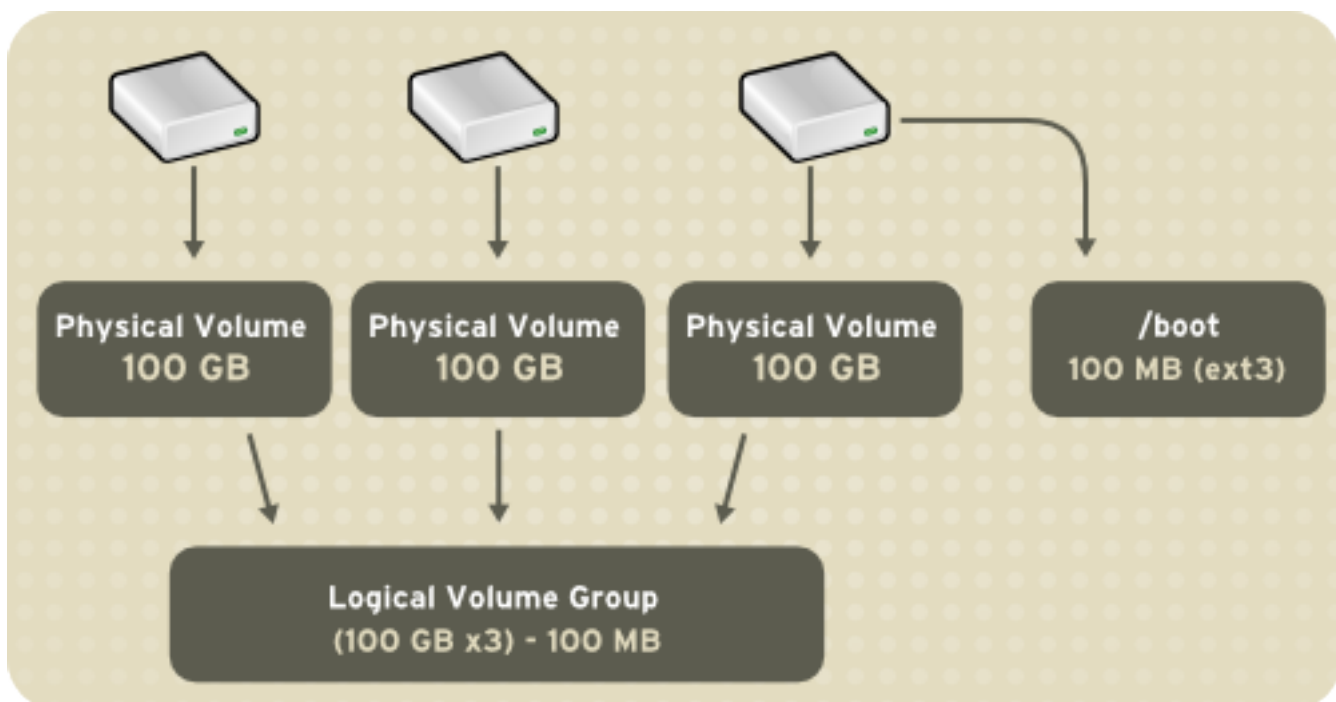 Physical Volume
100 GB
Physical Volume
100 GB
Physical Volume
100 GB
/boot
100 MB (ext3)
Logical Volume Group
(100 GB x3) - 100 MB